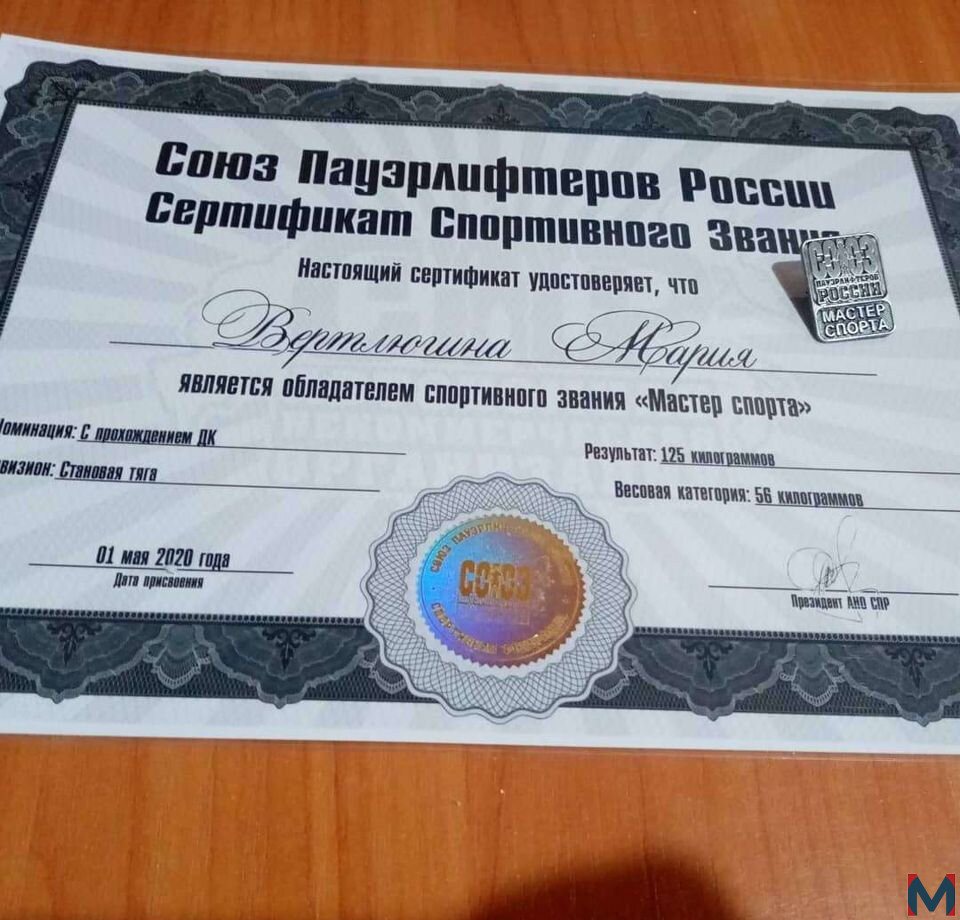 Союз Пауэрлифтеров России
Сертификат Спортивного Звания
Настоящий сертификат удостоверяет, что
Вертлюгина Мария
является обладателем спортивного звания «Мастер спорта»
Номинация: С прохождением ДК
Результат: 125 килограммов
визион: Становая тяга
Весовая категория: 56 килограммов
01 мая 2020 года
Дата присвоения
Президент АНО СПР
СОЮЗ
ПАУЭРЛИФТЕРОВ
РОССИИ
МАСТЕР
СПОРТА
СОЮЗ
M